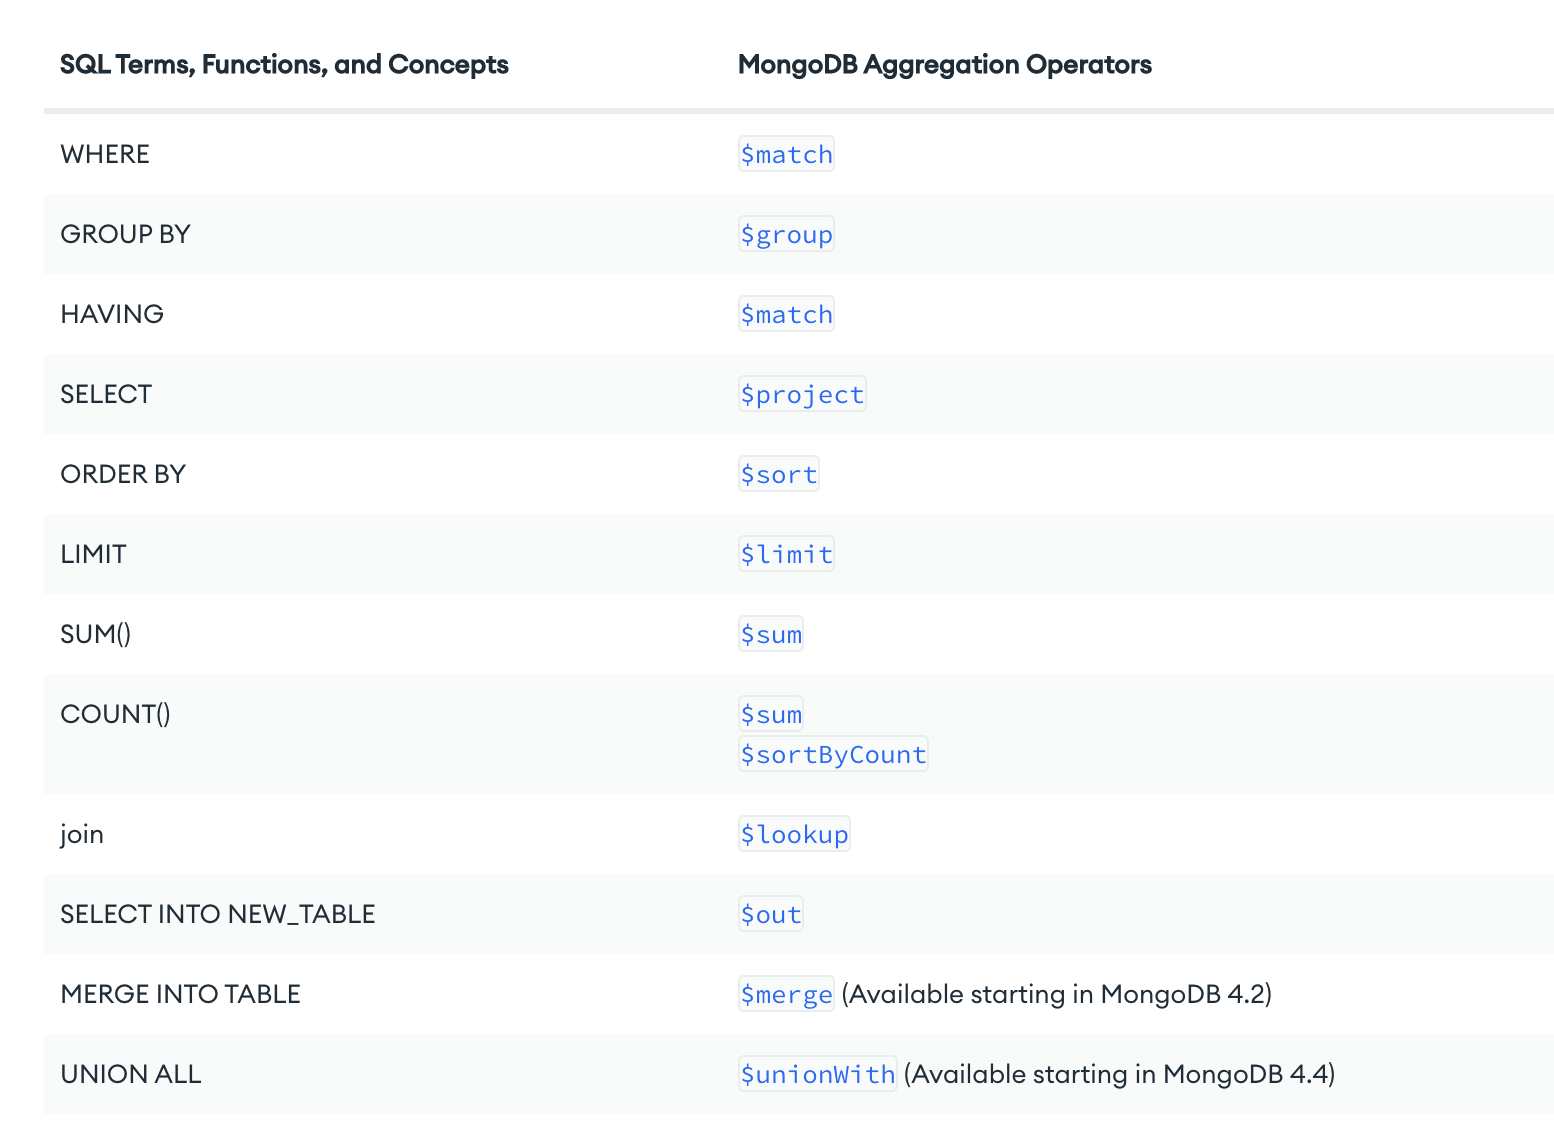 SQL Terms, Functions, and Concepts MongoDB Aggregation Operators
WHERE $match
GROUP BY $group
HAVING $match
SELECT $project
ORDER BY $sort
LIMIT $limit
SUM() $sum
COUNT() $sum
$sortByCount
join $lookup
SELECT INTO NEW_TABLE $out
MERGE INTO TABLE $merge (Available starting in MongoDB 4.2)
UNION ALL $unionWith (Available starting in MongoDB 4.4)